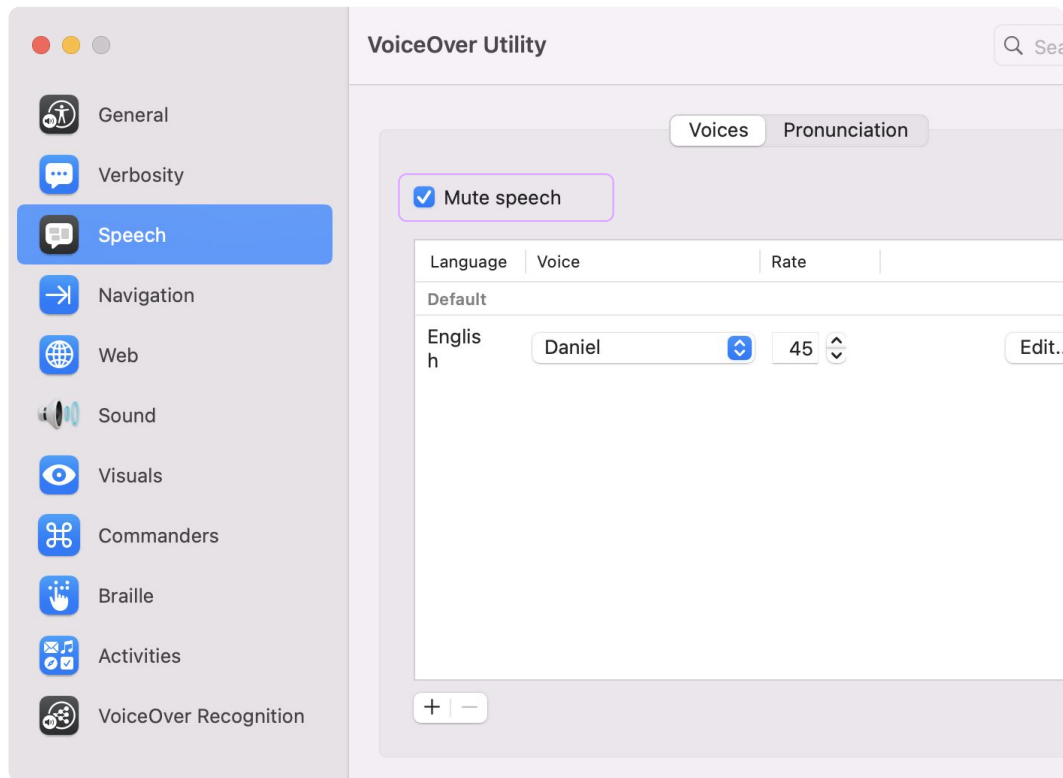 VoiceOver Utility
General
Verbosity
Speech
Navigation
Web
Sound
Visuals
Commanders
Braille
Activities
VoiceOver Recognition
Voices Pronunciation
Mute speech
Language Voice Rate
Default
Englis
h
Daniel 45 Edit..